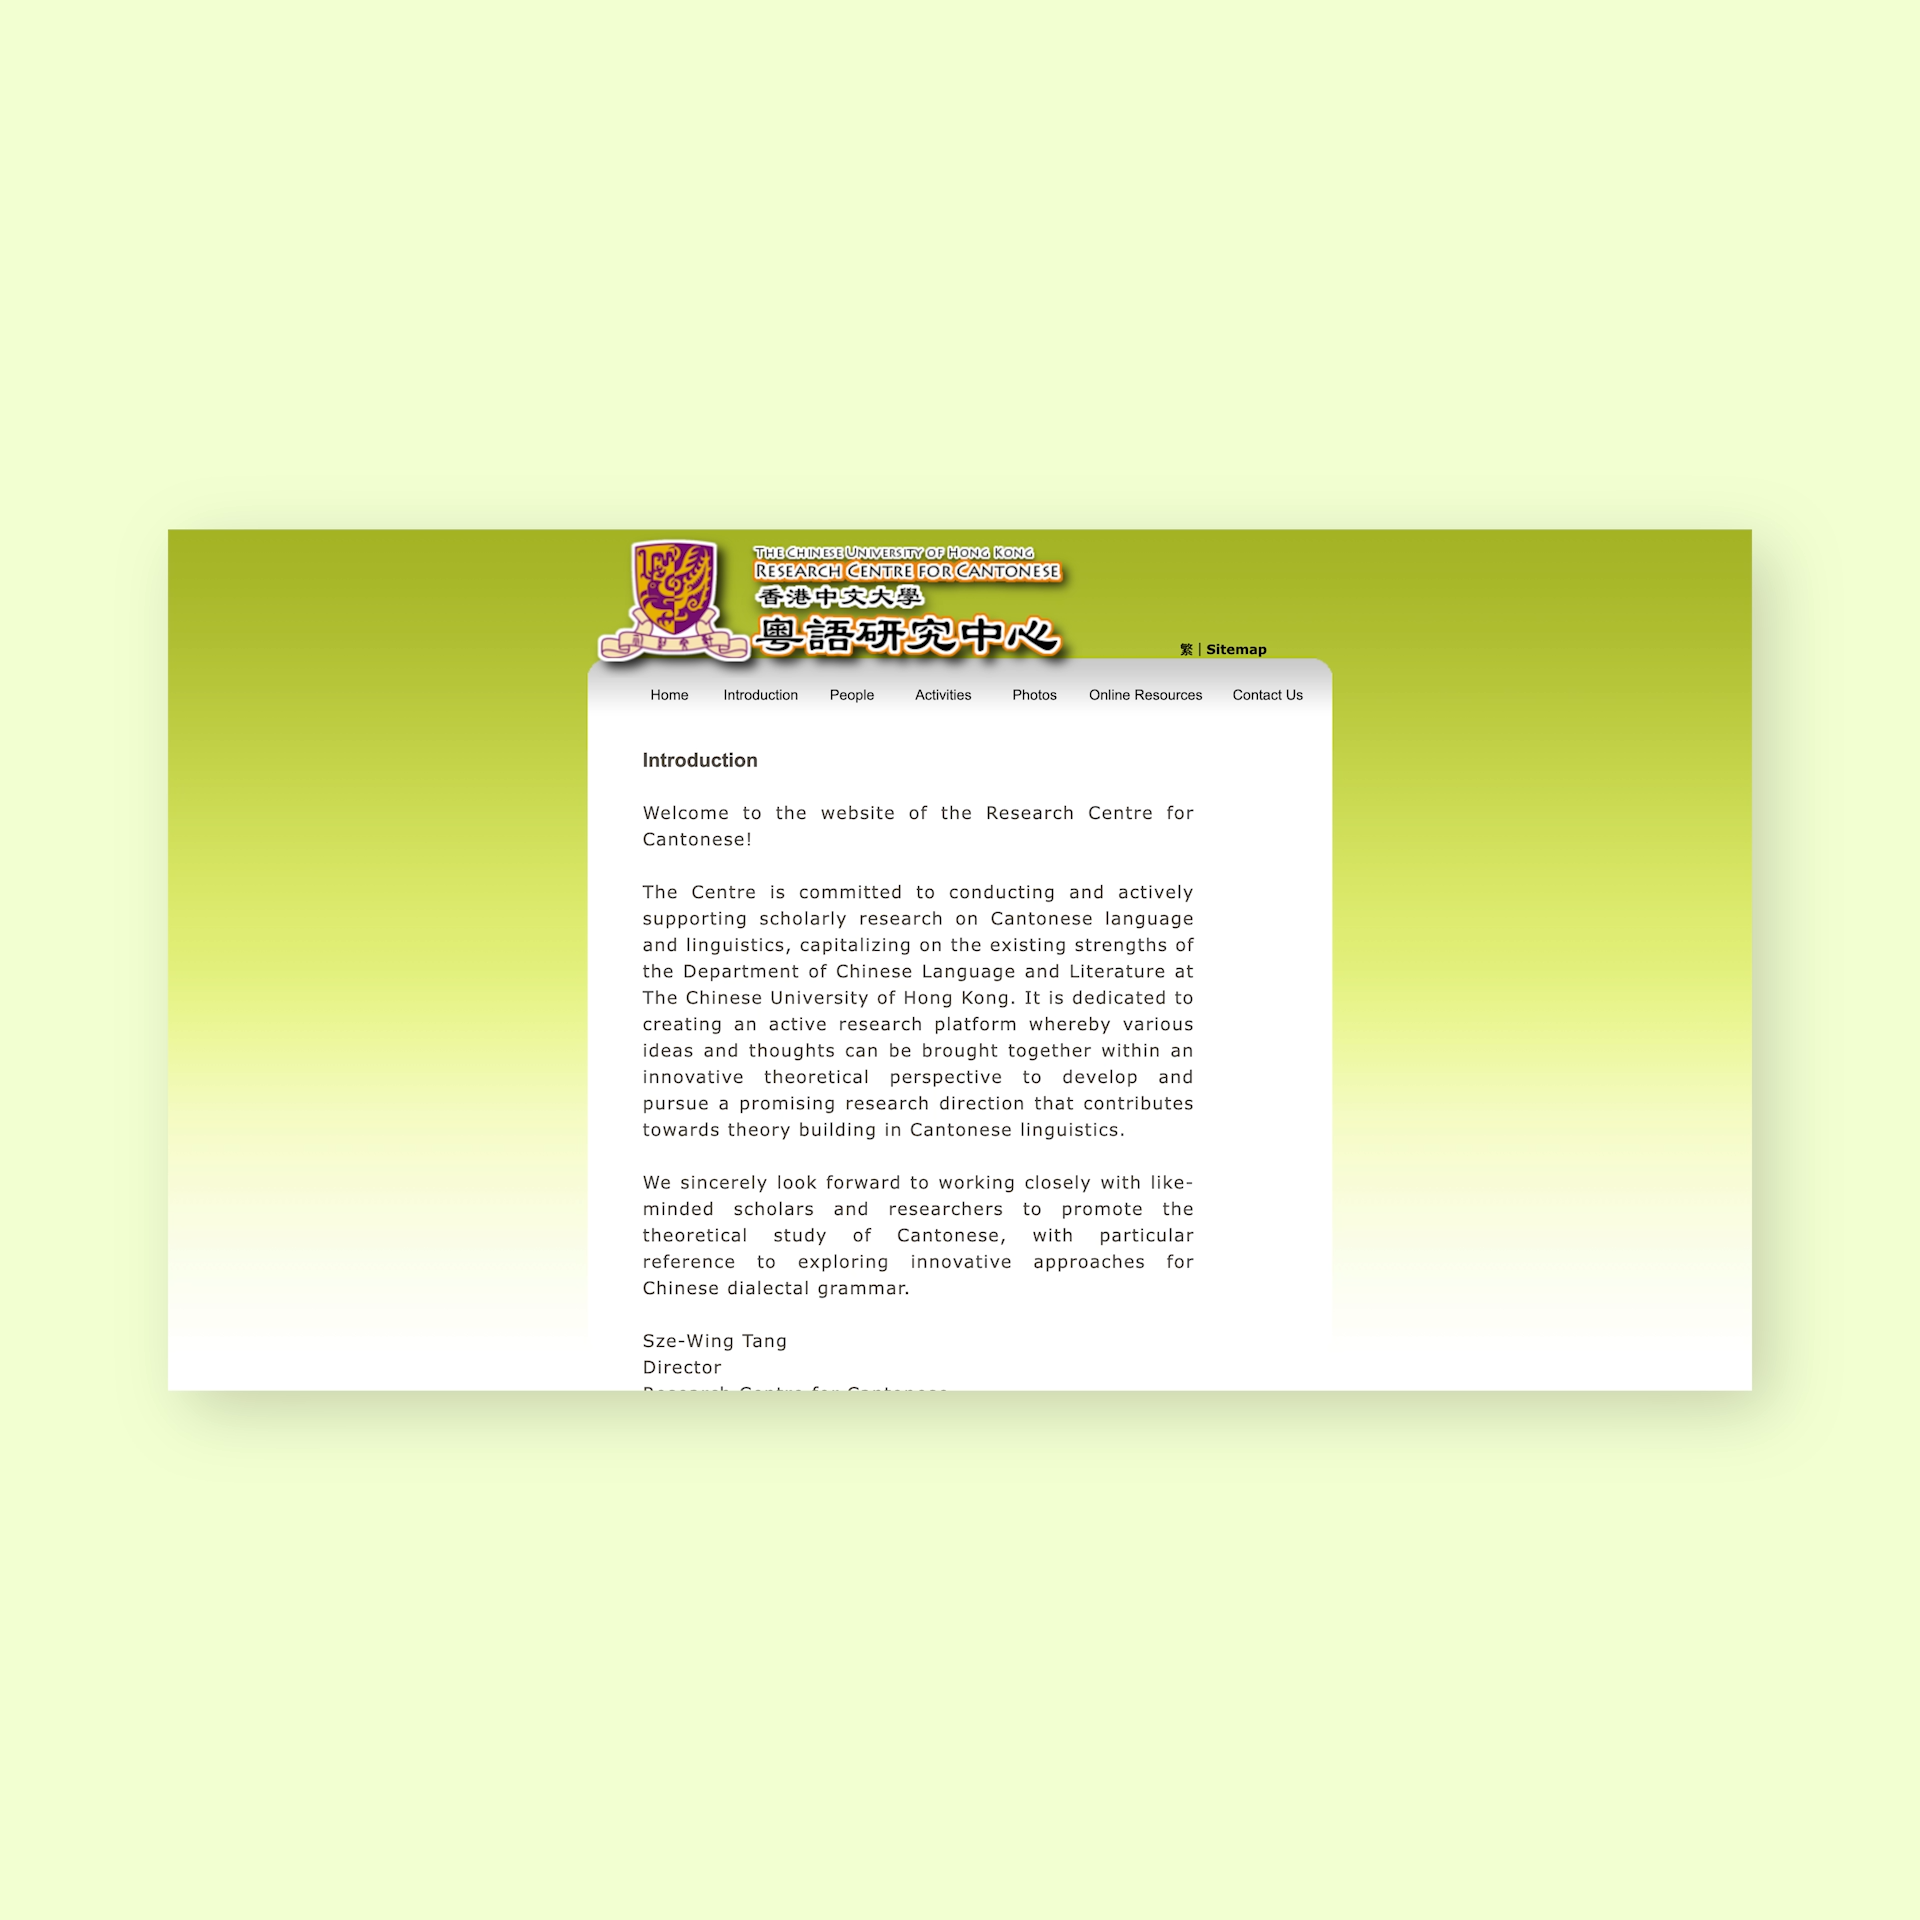 THE CHINESE UNIVERSITY OF HONG KONG
RESEARCH CENTRE FOR CANTONESE
香港中文大學
粵語研究中心
繁 | Sitemap
Home Introduction People Activities Photos Online Resources Contact Us
Introduction
Welcome to the website of the Research Centre for
Cantonese!
The Centre is committed to conducting and actively
supporting scholarly research on Cantonese language
and linguistics, capitalizing on the existing strengths of
the Department of Chinese Language and Literature at
The Chinese University of Hong Kong. It is dedicated to
creating an active research platform whereby various
ideas and thoughts can be brought together within an
innovative theoretical perspective to develop and
pursue a promising research direction that contributes
towards theory building in Cantonese linguistics.
We sincerely look forward to working closely with like-
minded scholars and researchers to promote the
theoretical study of Cantonese, with particular
reference to exploring innovative approaches for
Chinese dialectal grammar.
Sze-Wing Tang
Director
Research Centre for Cantonese